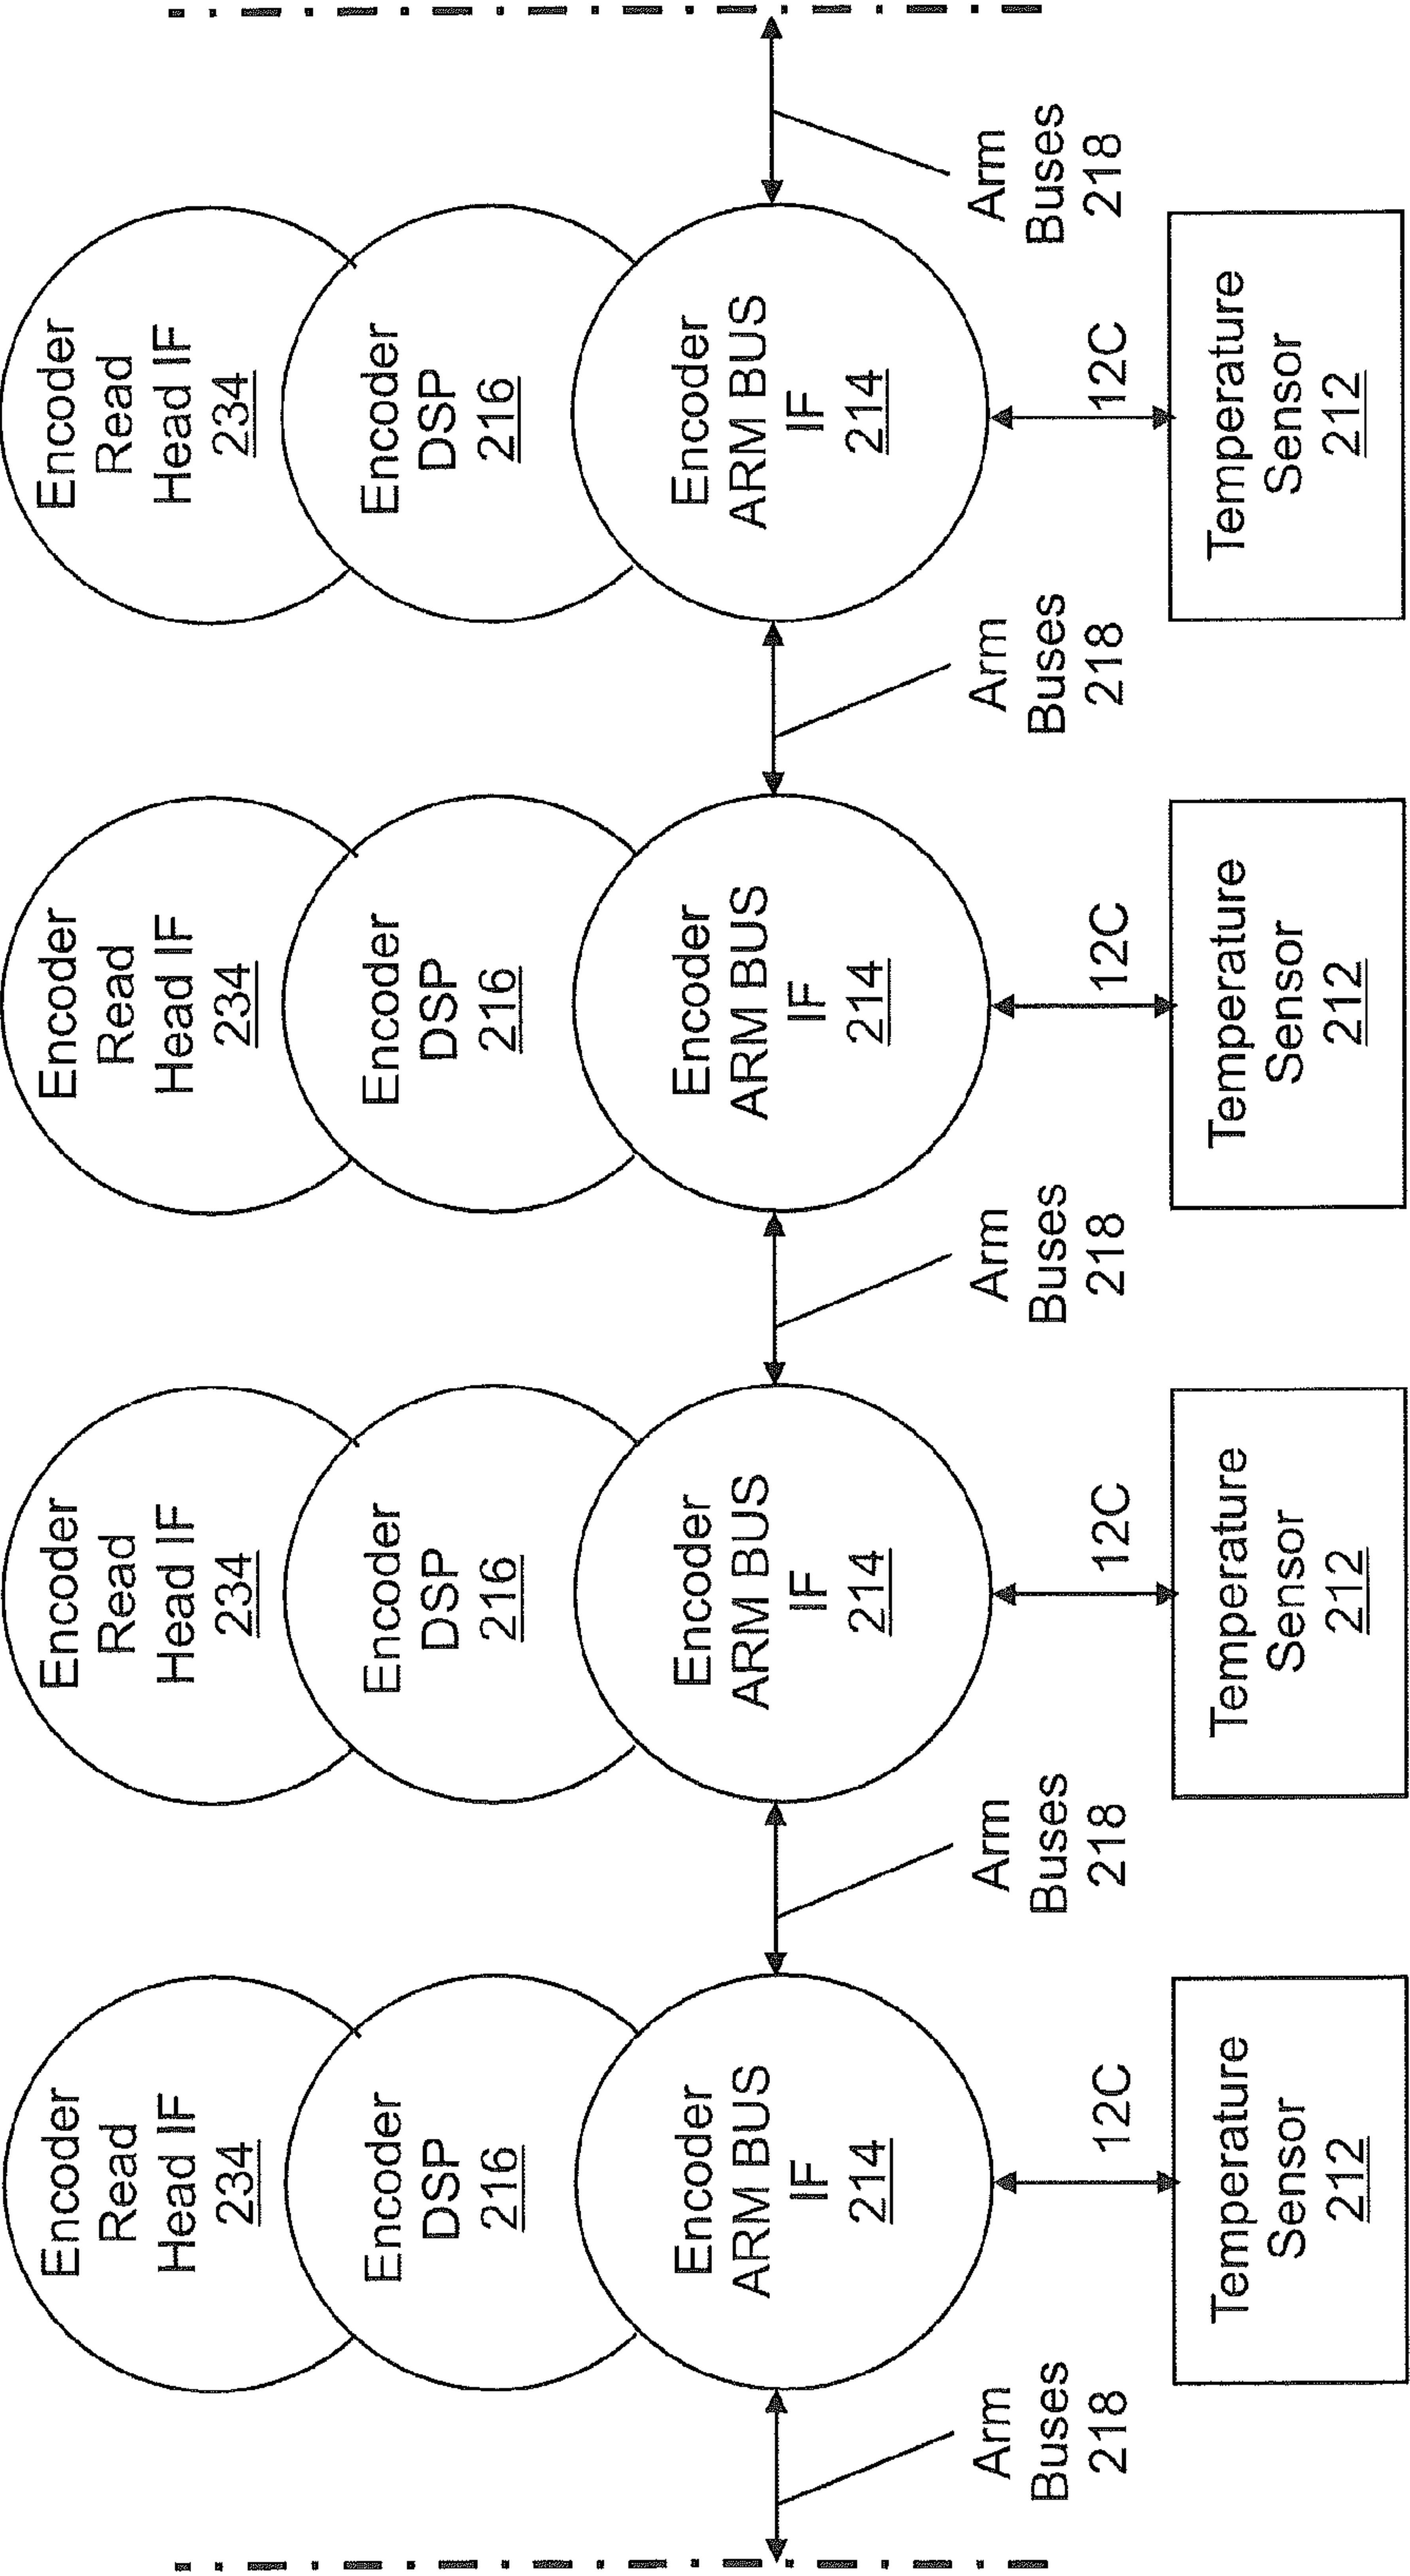 Encoder
Read
Head IF
234
Encoder
DSP
216
Encoder
ARM BUS
IF
214
Arm
Buses
218
12C
Temperature
Sensor
212
Encoder
Read
Head IF
234
Encoder
DSP
216
Encoder
ARM BUS
IF
214
Arm
Buses
218
12C
Temperature
Sensor
212
Encoder
Read
Head IF
234
Encoder
DSP
216
Encoder
ARM BUS
IF
214
Arm
Buses
218
12C
Temperature
Sensor
212
Encoder
Read
Head IF
234
Encoder
DSP
216
Encoder
ARM BUS
IF
214
Arm
Buses
218
12C
Temperature
Sensor
212
Arm
Buses
218